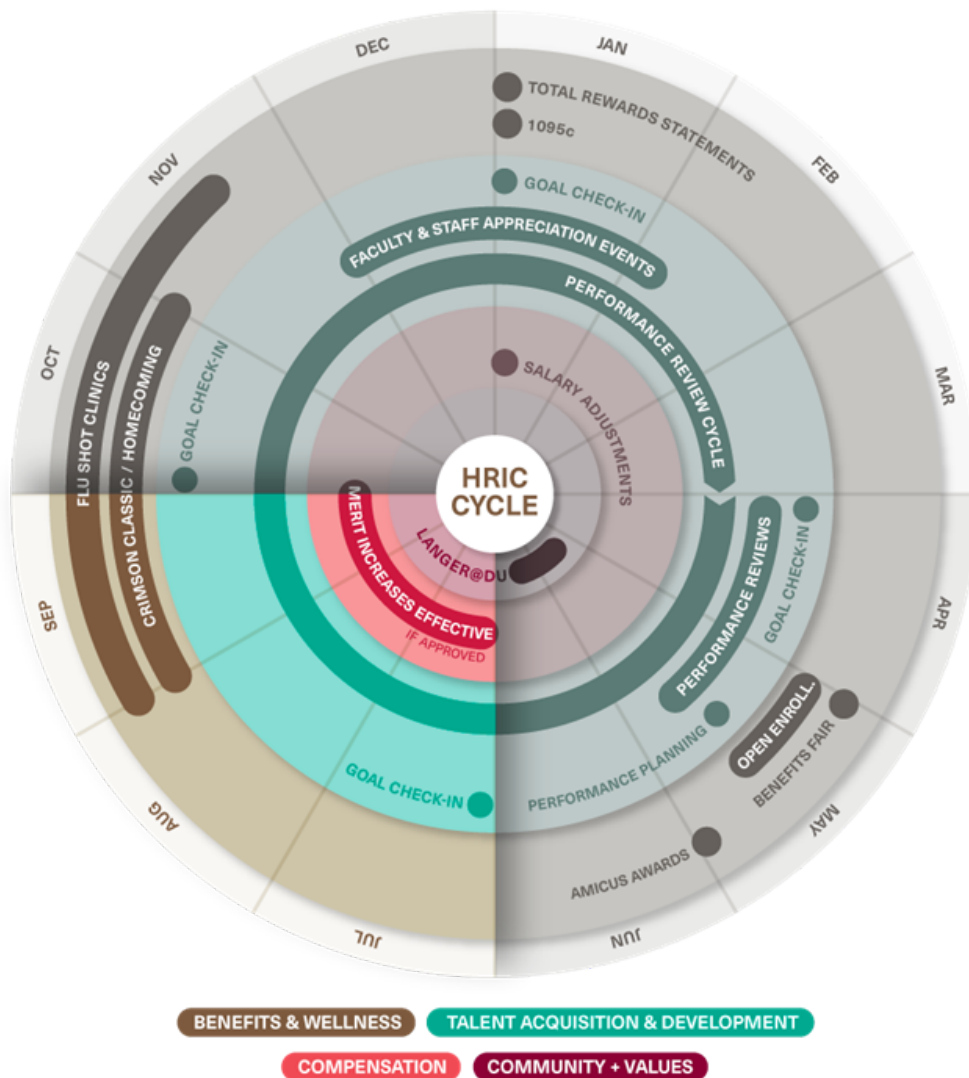 DEC
JAN
NOV
FEB
OCT
MAR
SEP
APR
AUG
MAY
JUL
JUN
TOTAL REWARDS STATEMENTS
1095c
GOAL CHECK-IN
FACULTY & STAFF APPRECIATION EVENTS
PERFORMANCE REVIEW CYCLE
SALARY ADJUSTMENTS
FLU SHOT CLINICS
CRIMSON CLASSIC / HOMECOMING
GOAL CHECK-IN
HRIC
CYCLE
MERIT INCREASES EFFECTIVE
IF APPROVED
LANGER@DU
PERFORMANCE REVIEWS
GOAL CHECK-IN
OPEN ENROLL.
BENEFITS FAIR
PERFORMANCE PLANNING
GOAL CHECK-IN
AMICUS AWARDS
BENEFITS & WELLNESS
TALENT ACQUISITION & DEVELOPMENT
COMPENSATION
COMMUNITY + VALUES